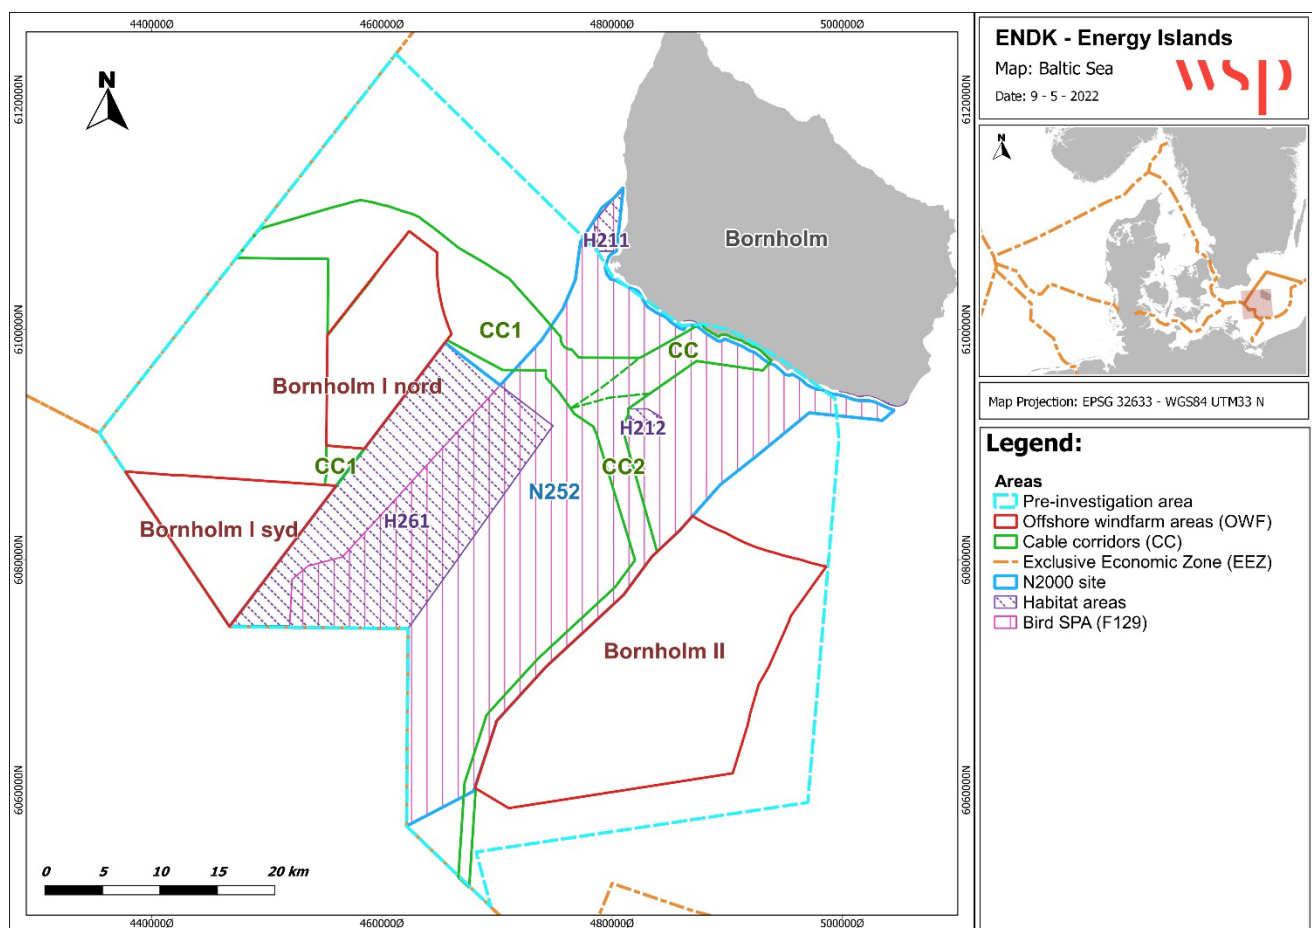 440000Ø
460000Ø
480000Ø
500000Ø
6120000N
6120000N
6100000N
6100000N
6080000N
6080000N
6060000N
6060000N
N
H211
Bornholm
CC1
CC
Bornholm I nord
H212
CC1
CC2
N252
H261
Bornholm I syd
Bornholm II
0 5 10 15 20 km
440000Ø
460000Ø
480000Ø
500000Ø
ENDK - Energy Islands
Map: Baltic Sea
Date: 9 - 5 - 2022
wsp
N
Map Projection: EPSG 32633 - WGS84 UTM33 N
Legend:
Areas
Pre-investigation area
Offshore windfarm areas (OWF)
Cable corridors (CC)
Exclusive Economic Zone (EEZ)
N2000 site
Habitat areas
Bird SPA (F129)